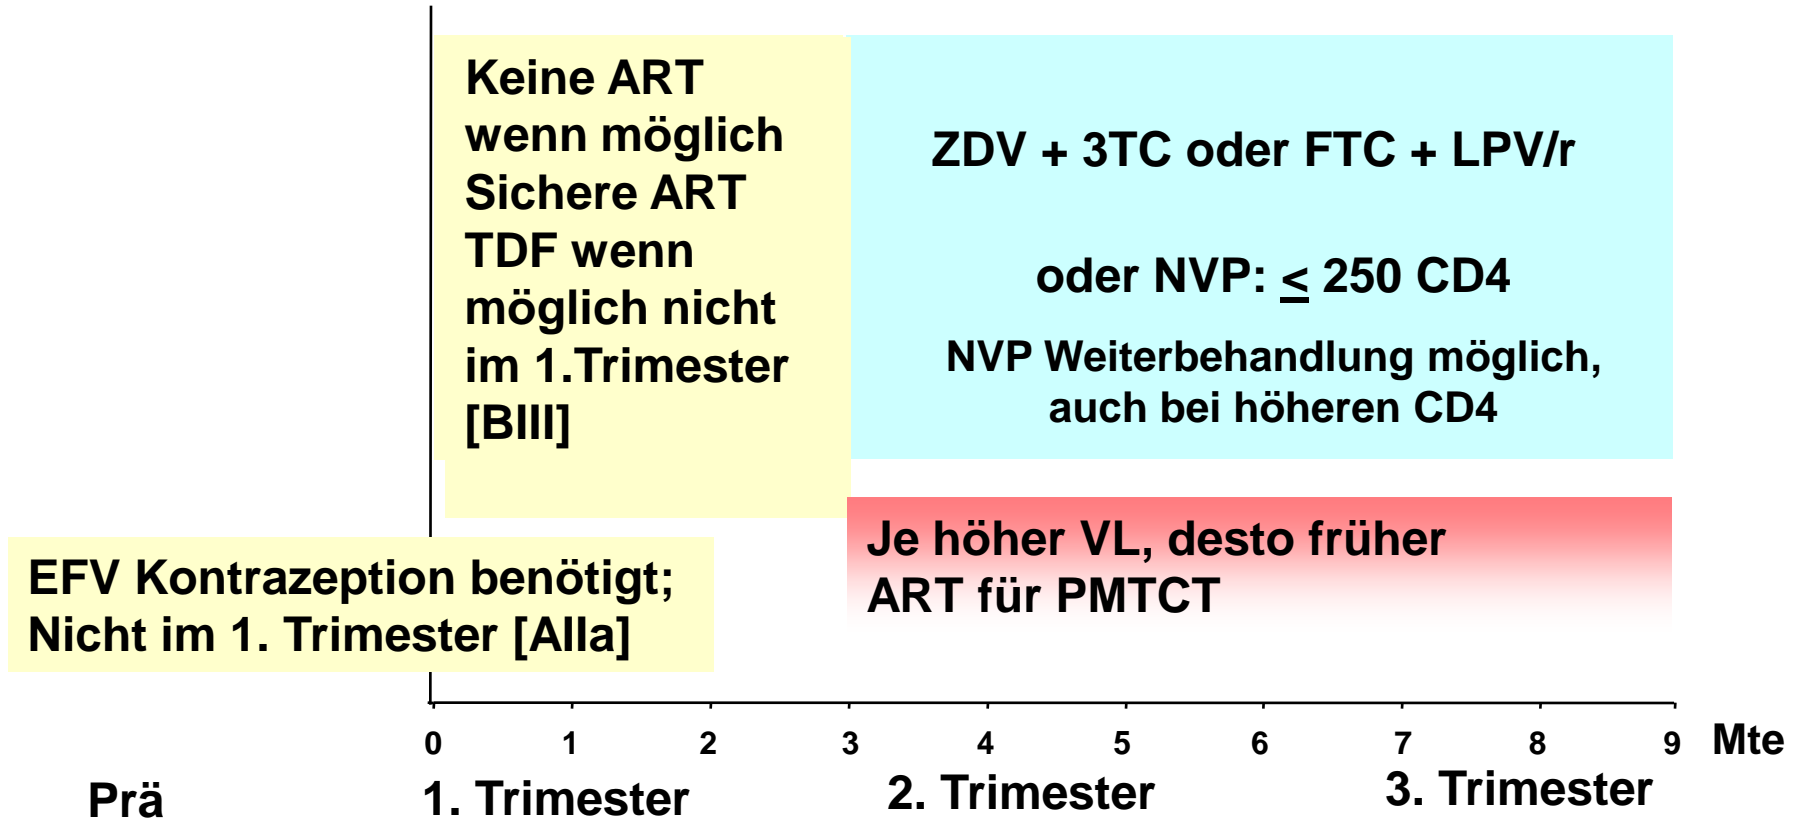 Keine ART
wenn möglich
Sichere ART
TDF wenn
möglich nicht
im 1.Trimester
[BIII]
ZDV + 3TC oder FTC + LPV/r
oder NVP: ≤ 250 CD4
NVP Weiterbehandlung möglich,
auch bei höheren CD4
Je höher VL, desto früher
ART für PMTCT
EFV Kontrazeption benötigt;
Nicht im 1. Trimester [AIIa]
0 1 2 3 4 5 6 7 8 9 Mte
Prä 1. Trimester 2. Trimester 3. Trimester